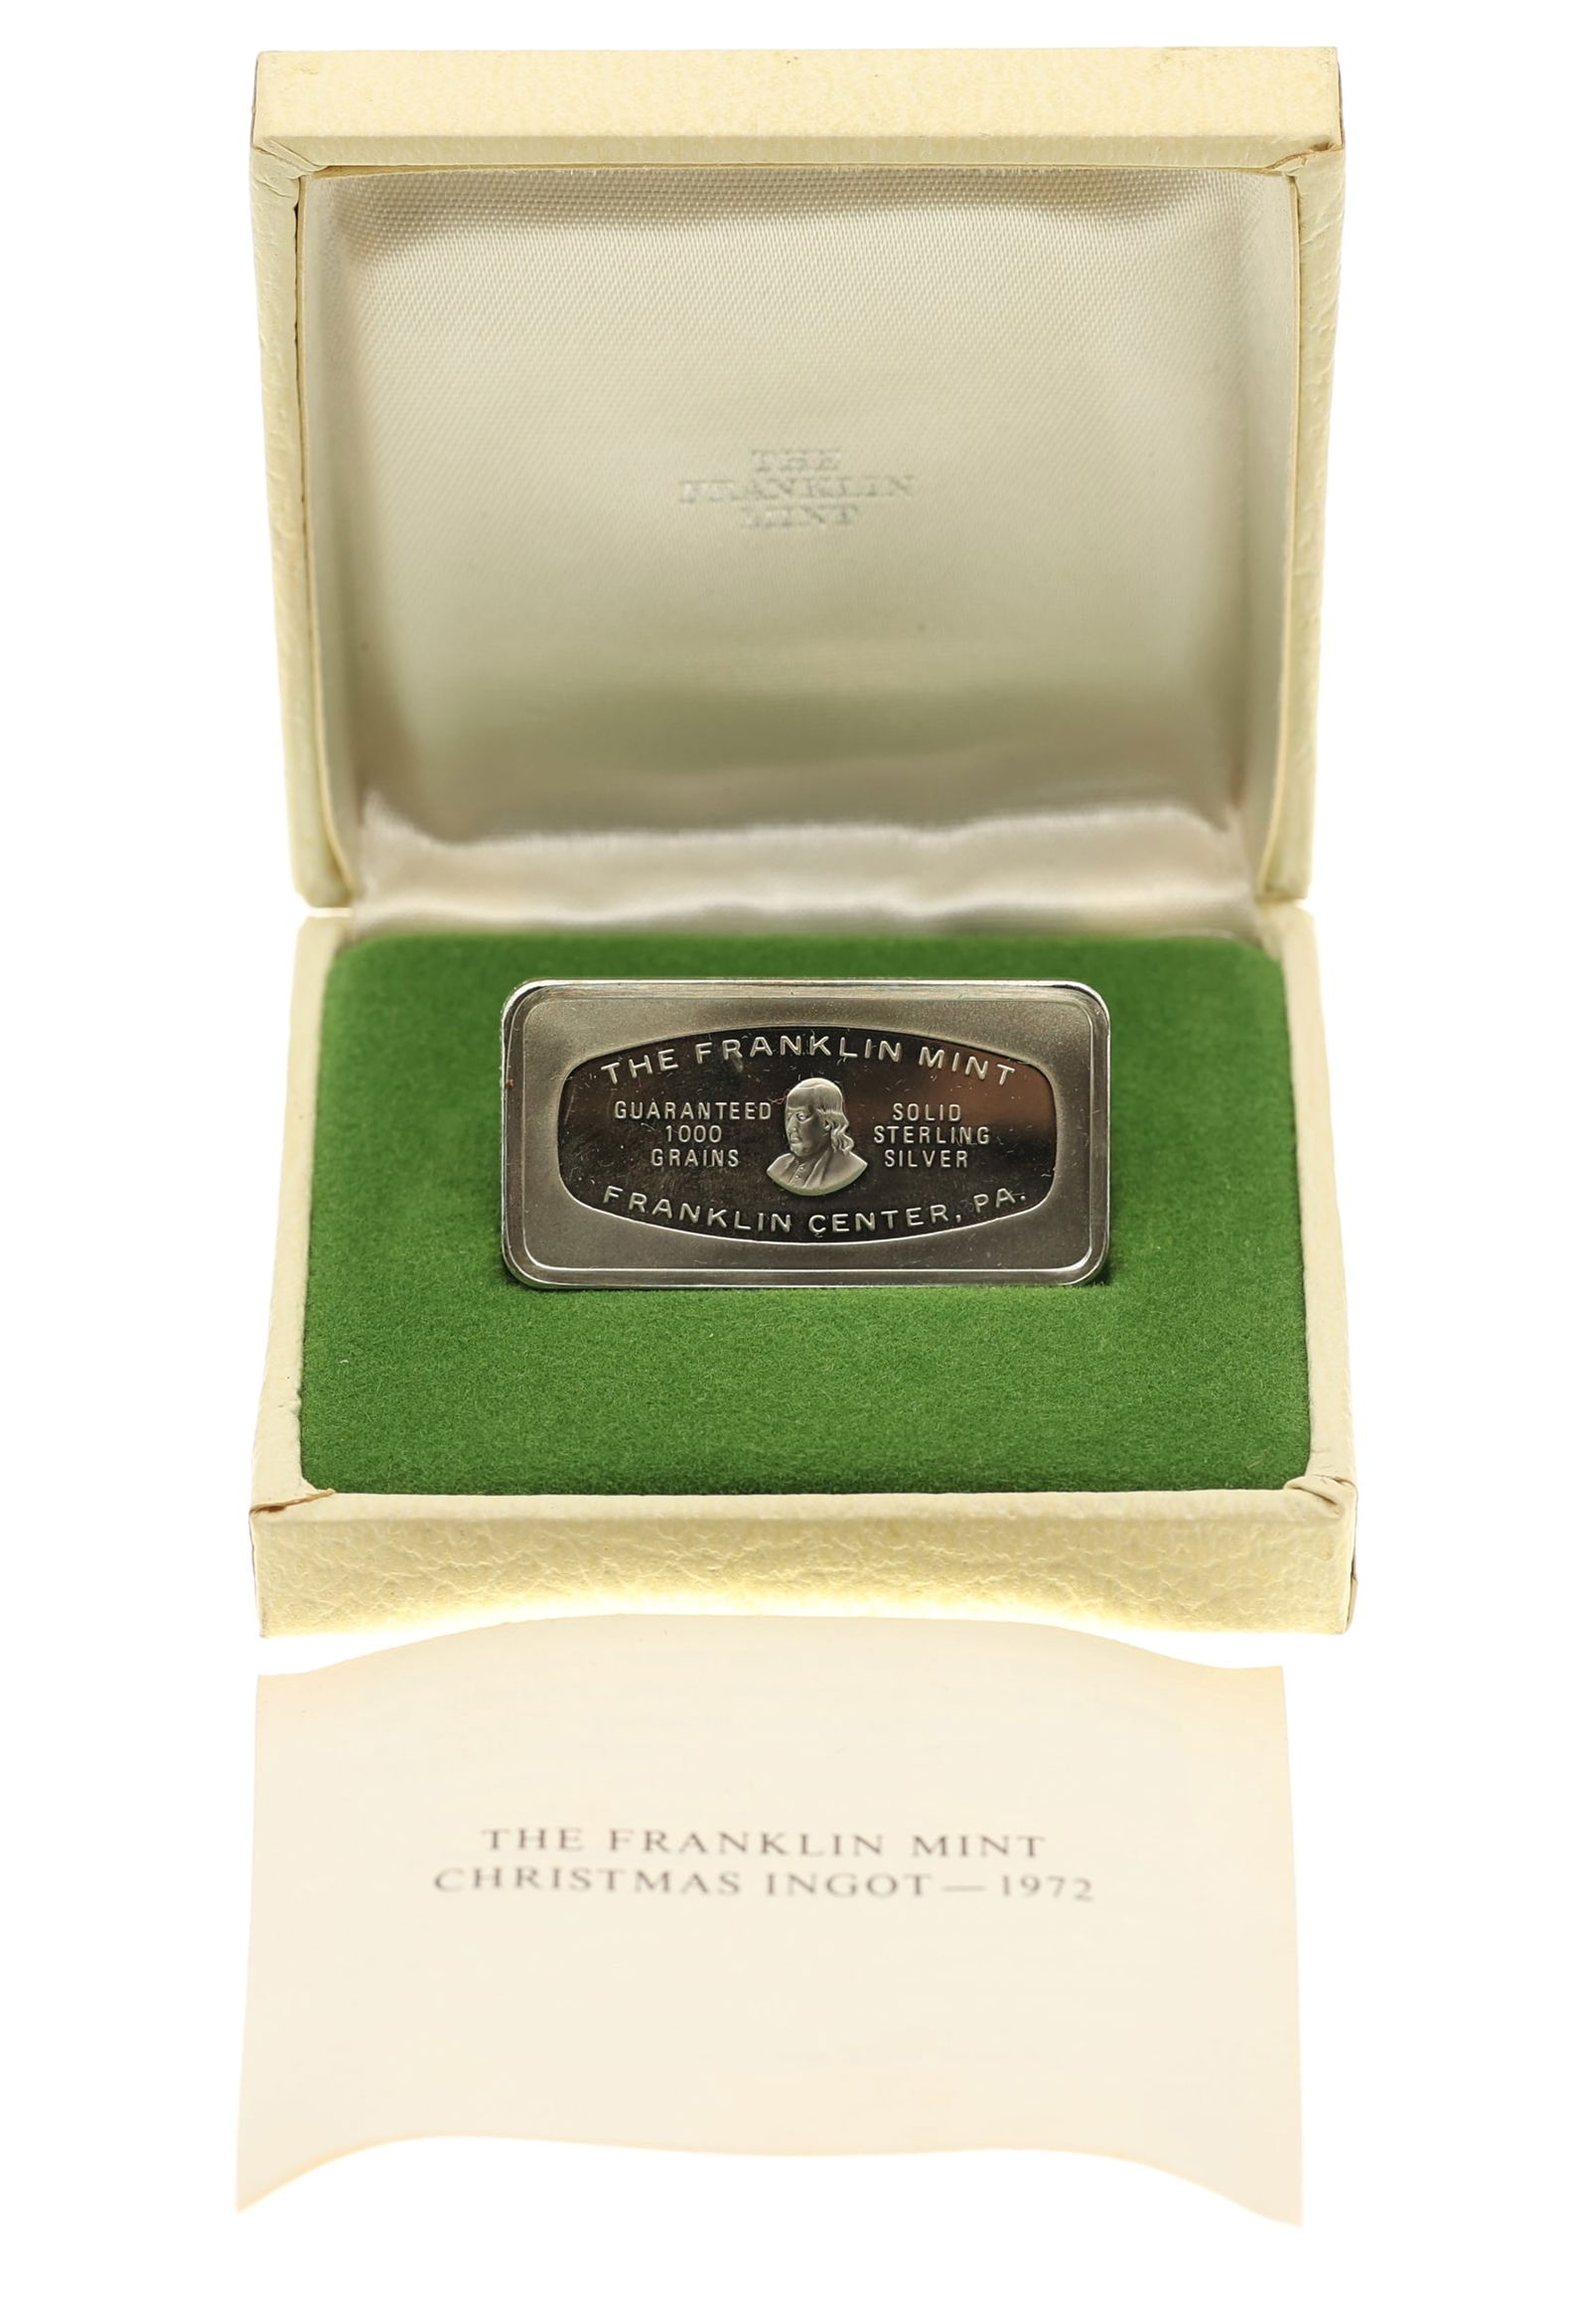 THE
FRANKLIN
MINT
THE FRANKLIN MINT
GUARANTEED
1000
GRAINS
SOLID
STERLING
SILVER
FRANKLIN CENTER, PA.
THE FRANKLIN MINT
CHRISTMAS INGOT—1972